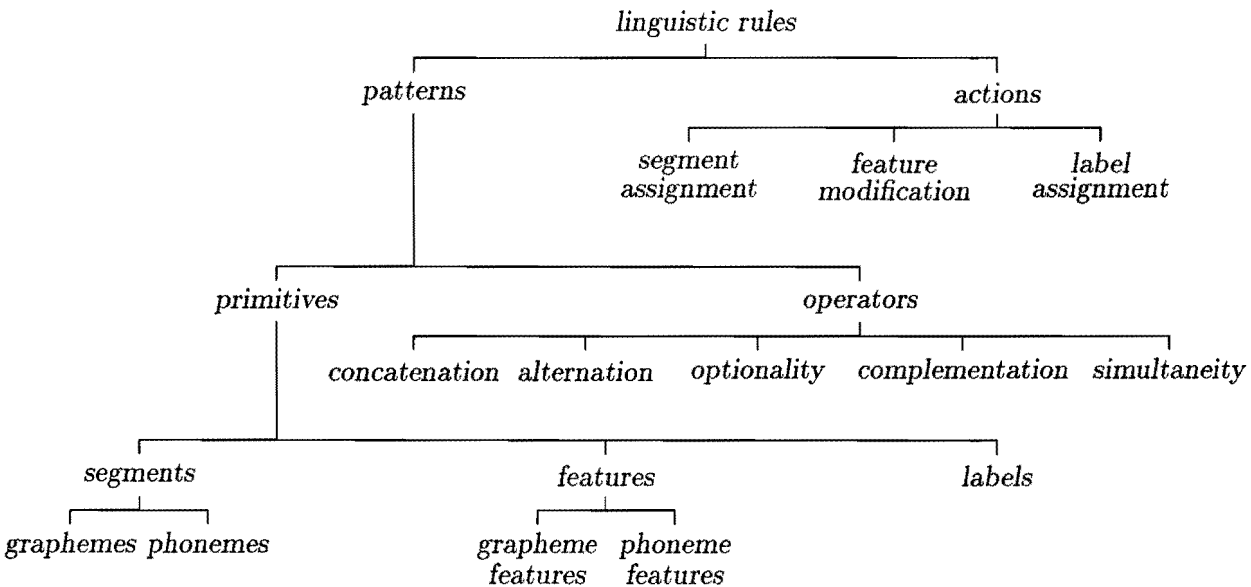 linguistic rules
patterns
actions
segment
assignment
feature
modification
label
assignment
primitives
operators
concatenation
alternation
optionality
complementation
simultaneity
segments
features
labels
graphemes
phonemes
grapheme
features
phoneme
features